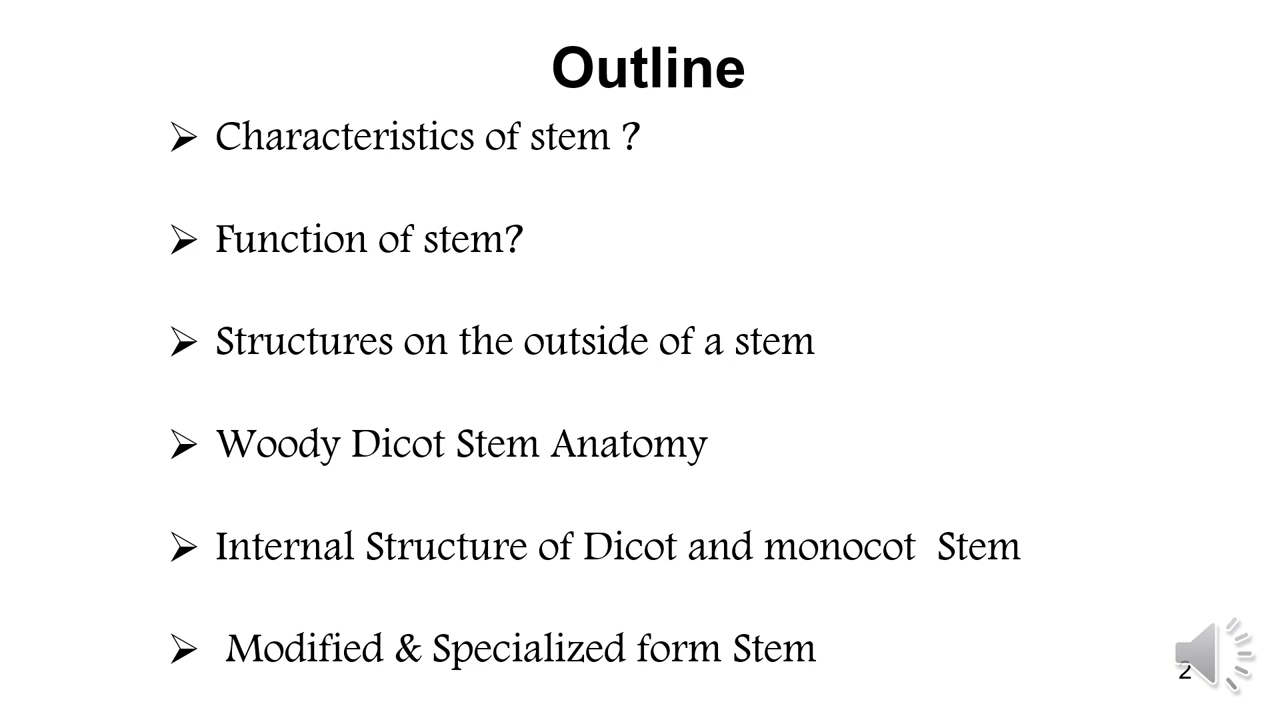 Outline
➢ Characteristics of stem ?
➢ Function of stem?
➢ Structures on the outside of a stem
➢ Woody Dicot Stem Anatomy
➢ Internal Structure of Dicot and monocot Stem
➢ Modified & Specialized form Stem
2